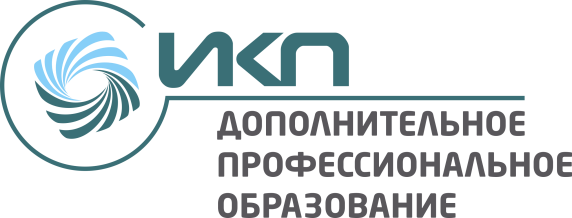 ИКП
ДОПОЛНИТЕЛЬНОЕ
ПРОФЕССИОНАЛЬНОЕ
ОБРАЗОВАНИЕ